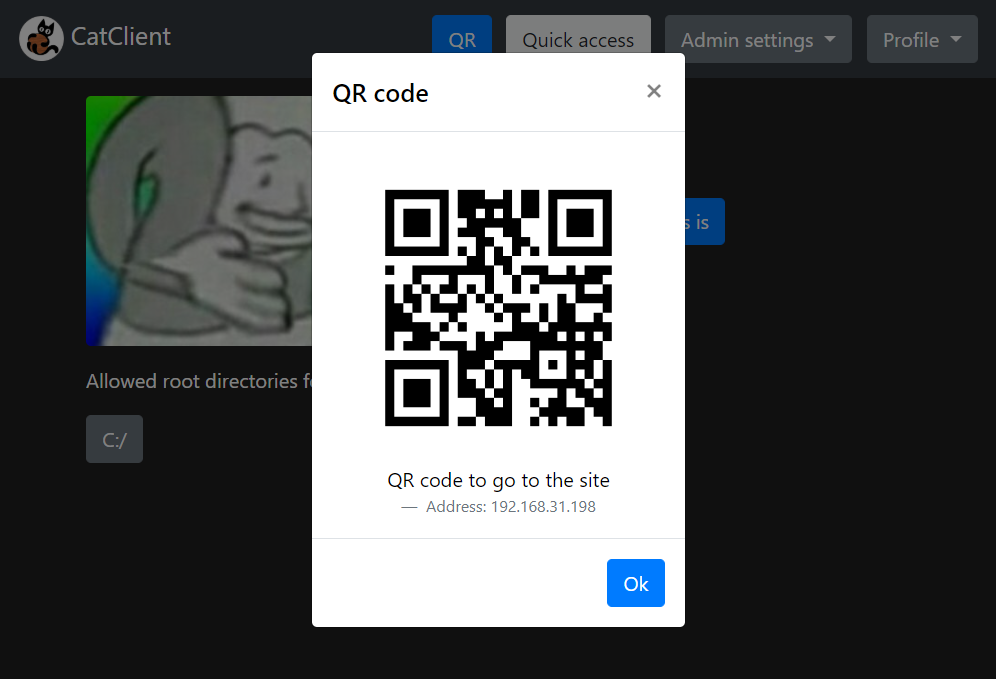 CatClient
QR
Quick access
Admin settings
Profile
QR code
×
s is
Allowed root directories f
C:/
QR code to go to the site
— Address: 192.168.31.198
Ok